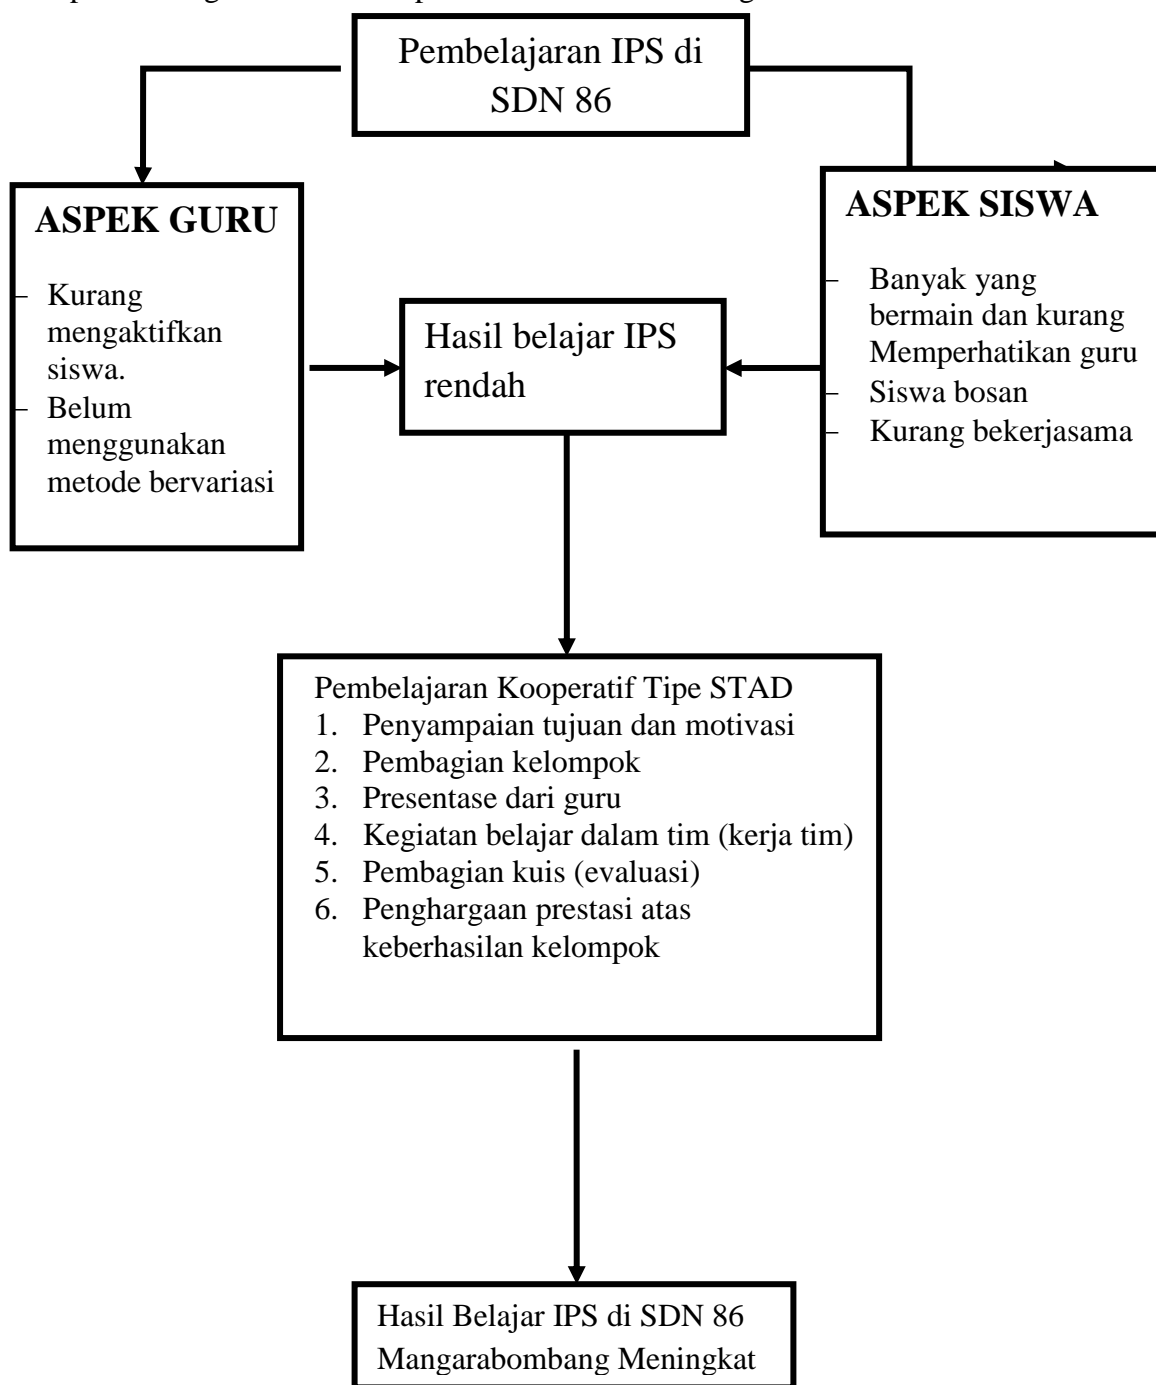 Pembelajaran IPS di
SDN 86
ASPEK GURU
– Kurang
mengaktifkan
siswa.
– Belum
menggunakan
metode bervariasi
Hasil belajar IPS
rendah
ASPEK SISWA
– Banyak yang
bermain dan kurang
Memperhatikan guru
– Siswa bosan
– Kurang bekerjasama
Pembelajaran Kooperatif Tipe STAD
1. Penyampaian tujuan dan motivasi
2. Pembagian kelompok
3. Presentase dari guru
4. Kegiatan belajar dalam tim (kerja tim)
5. Pembagian kuis (evaluasi)
6. Penghargaan prestasi atas
keberhasilan kelompok
Hasil Belajar IPS di SDN 86
Mangarabombang Meningkat